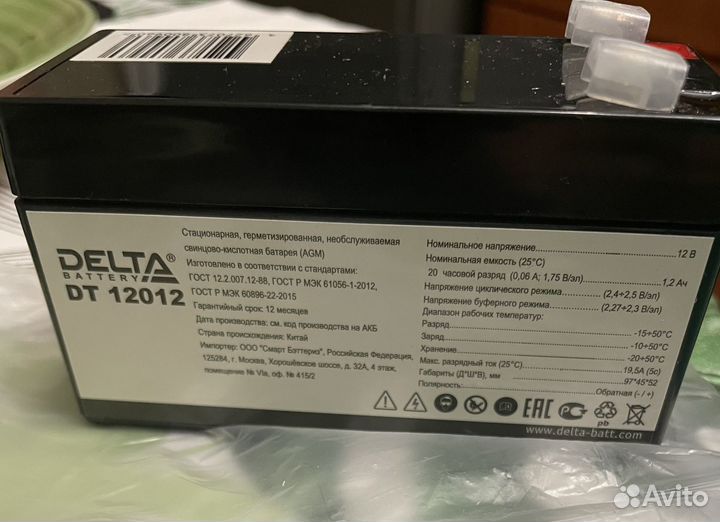 DELTA®
BATTERY
DT 12012
Стационарная, герметизированная, необслуживаемая
свинцово-кислотная батарея (AGM)
Изготовлено в соответствии с стандартами:
ГОСТ 12.2.007.12-88, ГОСТ Р МЭК 61056-1-2012,
ГОСТ Р МЭК 60896-22-2015
Гарантийный срок: 12 месяцев
Дата производства: см. код производства на АКБ
Страна происхождения: Китай
Импортер: ООО "Смарт Бэттериз", Российская Федерация,
125284, г. Москва, Хорошёвское шоссе, д. 32А, 4 этаж,
помещение № VIa, оф. № 415/2
Номинальное напряжение 12 В
Номинальная емкость (25°C)
20 часовой разряд (0,06 А; 1,75 В/эл) 1,2 Ач
Напряжение циклического режима (2,4÷2,5 В/эл)
Напряжение буферного режима (2,27÷2,3 В/эл)
Диапазон рабочих температур:
Разряд -15÷50°C
Заряд -10÷50°C
Хранение -20÷50°C
Макс. разрядный ток (25°C) 19,5А (5с)
Габариты (Д*Ш*В), мм 97*45*52
Полярность Обратная (- / +)
EAC
pb
www.delta-batt.com
Avito